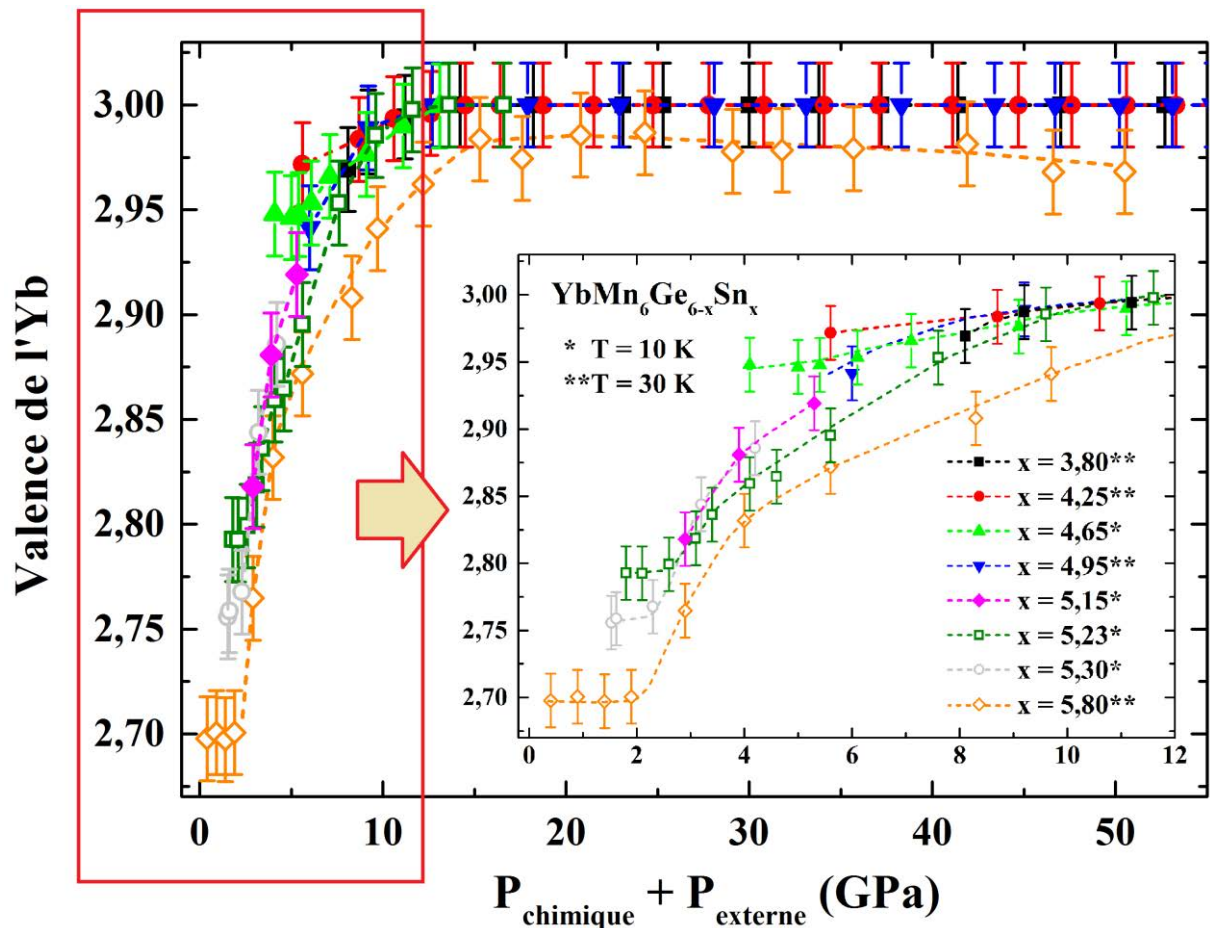 3,00
2,95
2,90
2,85
2,80
2,75
2,70
Valence de l'Yb
0
10
20
30
40
50
P_chimique + P_externe (GPa)
YbMn6Ge6-xSnx
* T = 10 K
**T = 30 K
3,00
2,95
2,90
2,85
2,80
2,75
2,70
0
2
4
6
8
10
12
x = 3,80**
x = 4,25**
x = 4,65*
x = 4,95**
x = 5,15*
x = 5,23*
x = 5,30*
x = 5,80**